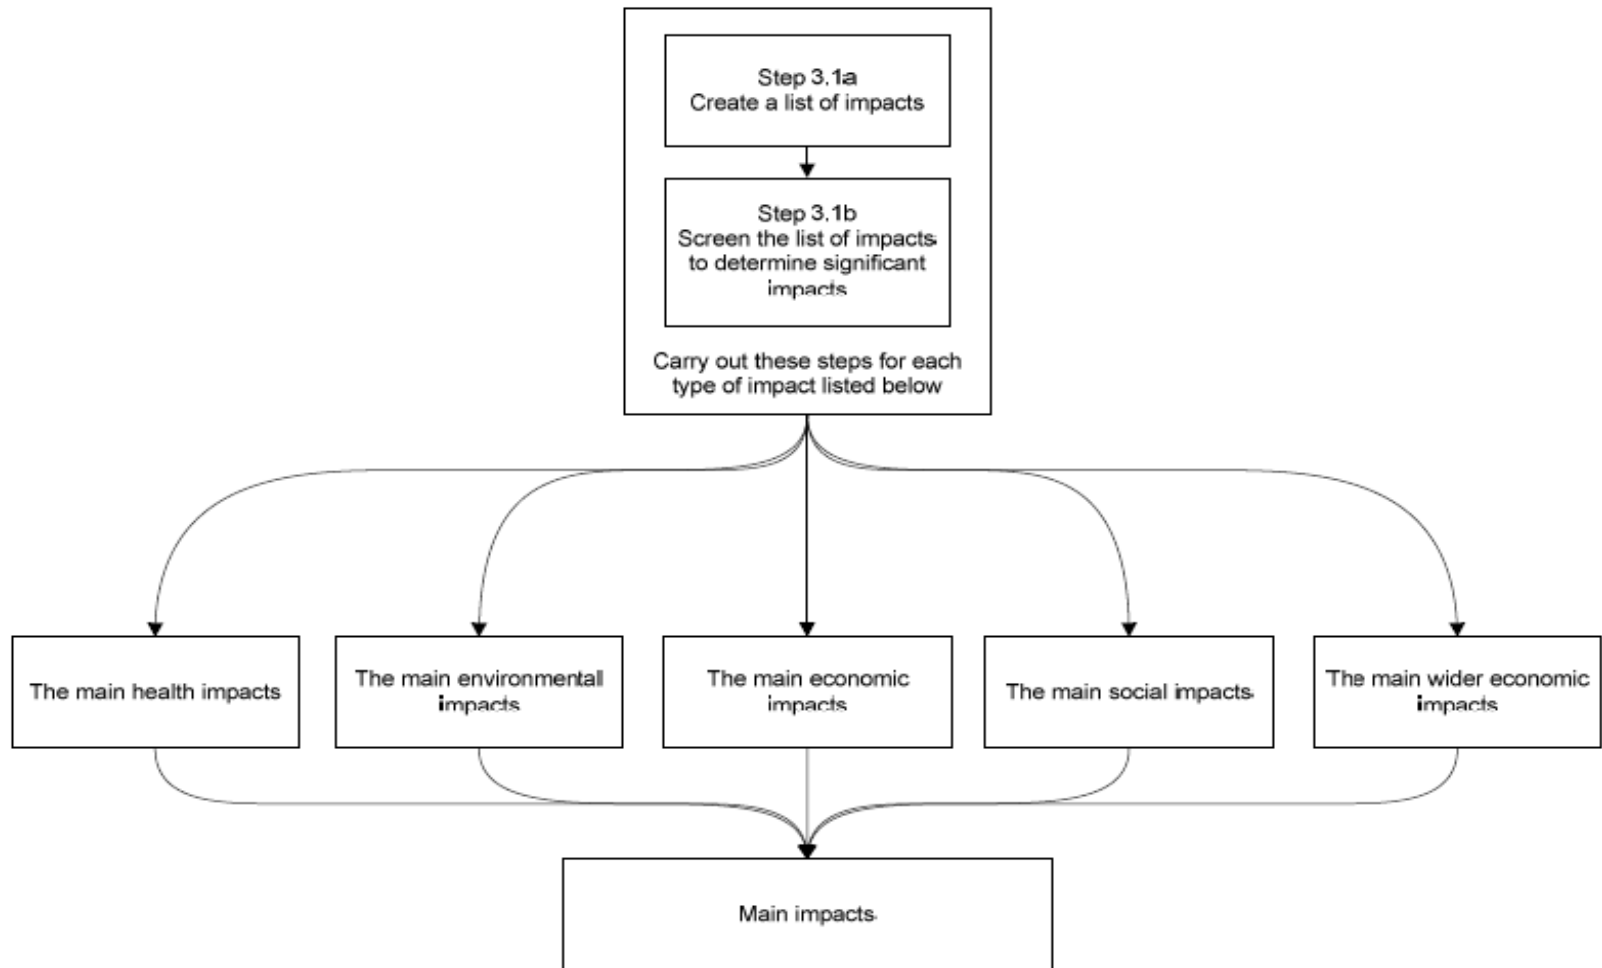 Step 3.1a
Create a list of impacts
Step 3.1b
Screen the list of impacts
to determine significant
impacts
Carry out these steps for each
type of impact listed below
The main health impacts
The main environmental
impacts
The main economic
impacts
The main social impacts
The main wider economic
impacts
Main impacts